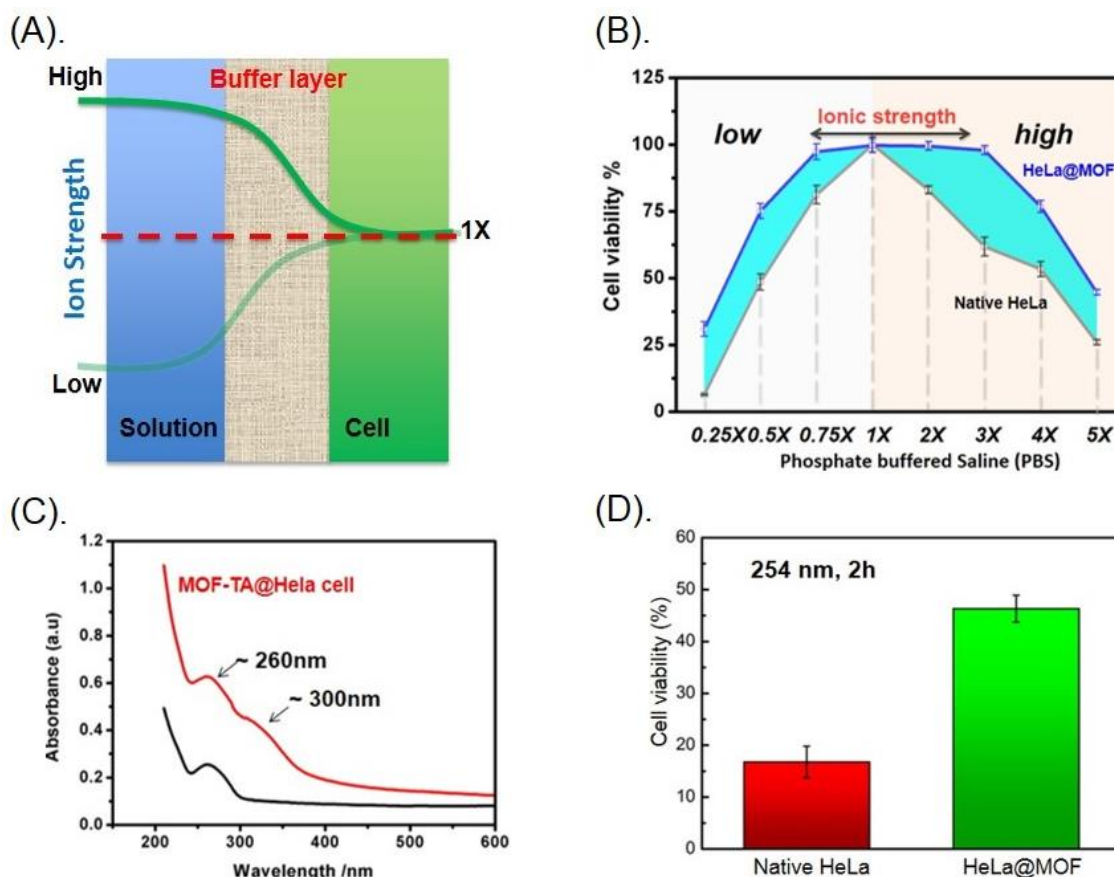 (A).
High
Buffer layer
Ion Strength
1X
Low
Solution
Cell
(B).
125
100
75
50
25
0
Cell viability %
low
Ionic strength
high
HeLa@MOF
Native HeLa
0.25X 0.5X 0.75X 1X 2X 3X 4X 5X
Phosphate buffered Saline (PBS)
(C).
1.2
1.0
0.8
0.6
0.4
0.2
0.0
Absorbance (a.u)
MOF-TA@Hela cell
~ 260nm
~ 300nm
200 300 400 500 600
Wavelength /nm
(D).
60
50
40
30
20
10
0
Cell viability (%)
254 nm, 2h
Native HeLa HeLa@MOF